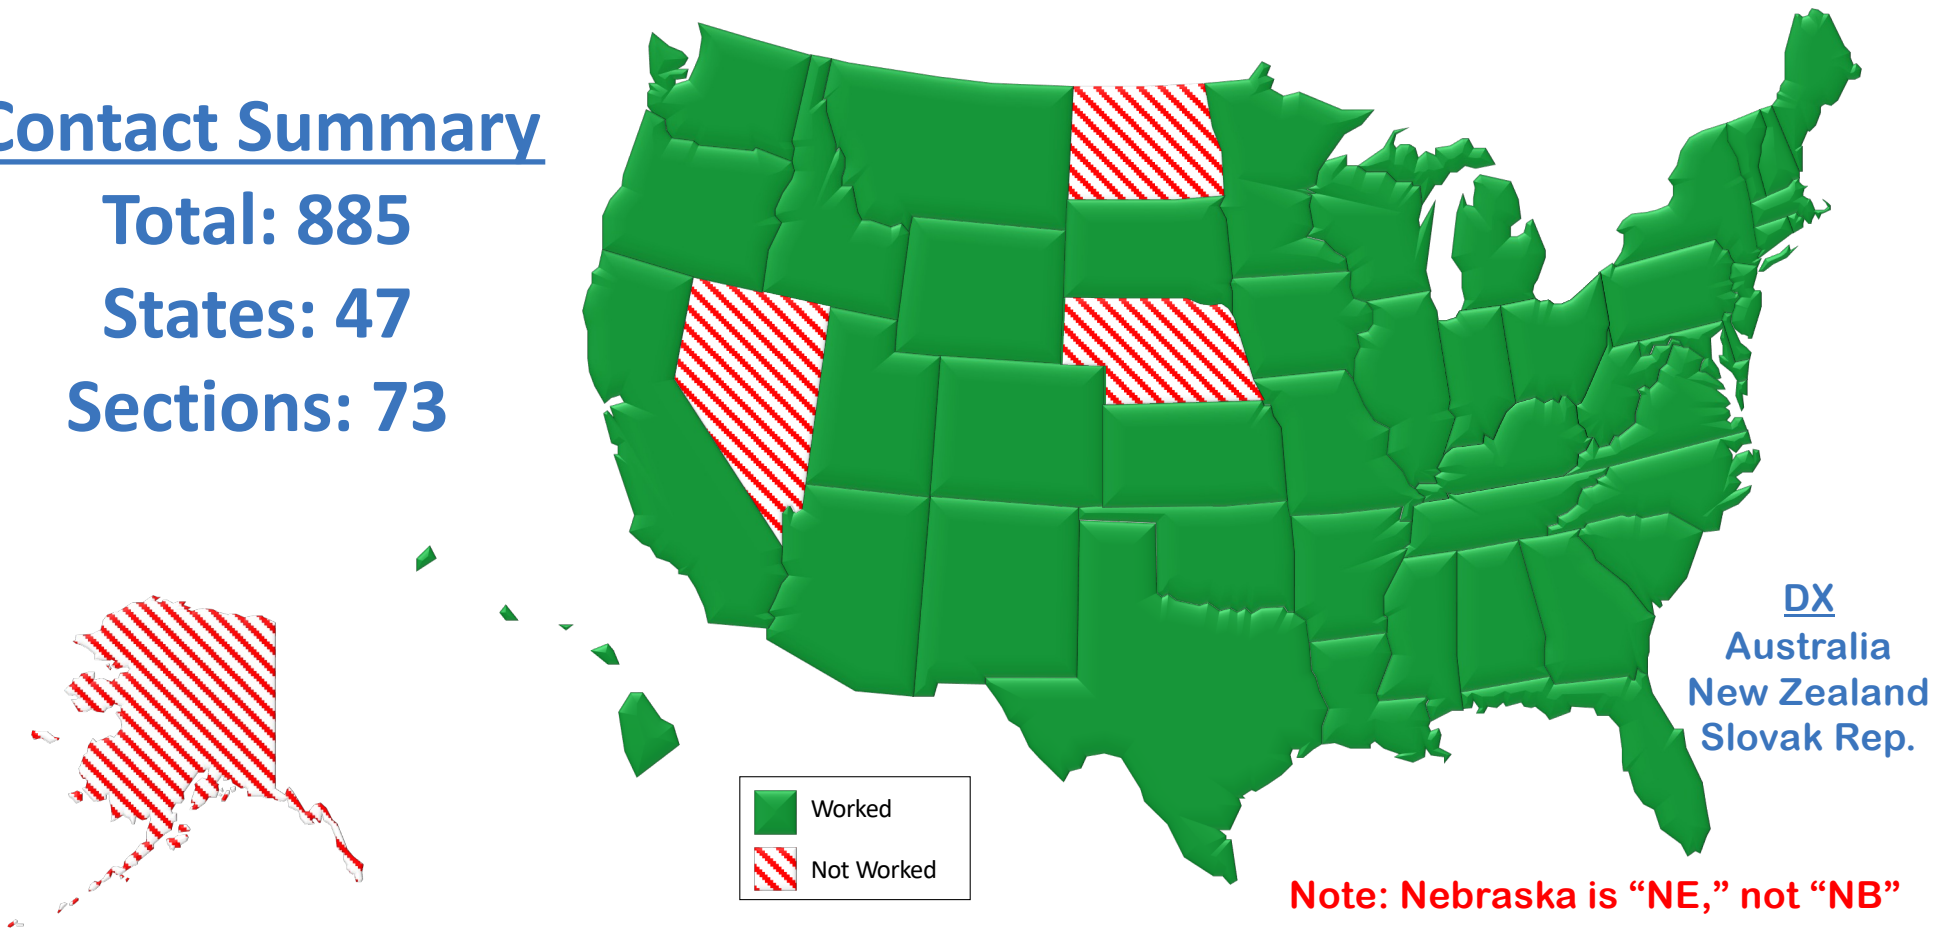 Contact Summary
Total: 885
States: 47
Sections: 73
DX
Australia
New Zealand
Slovak Rep.
Worked
Not Worked
Note: Nebraska is “NE,” not “NB”